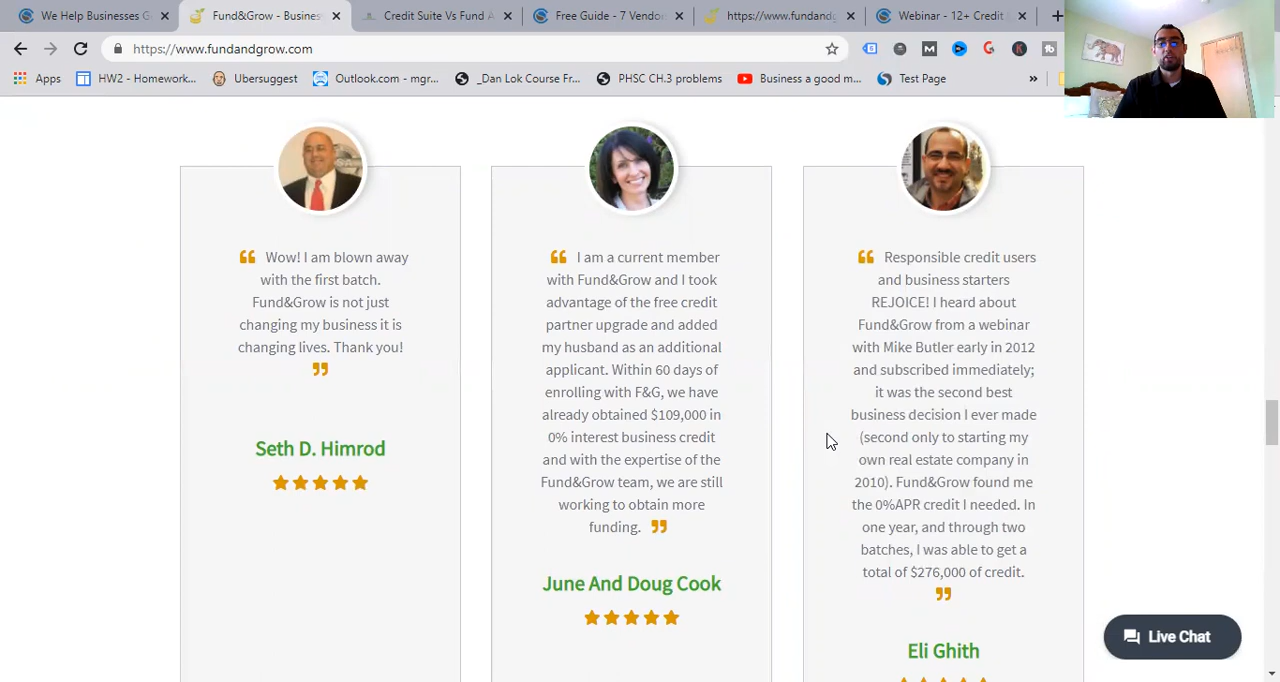 We Help Businesses G
Fund&Grow - Busines
Credit Suite Vs Fund A
Free Guide - 7 Vendo
https://www.fundandg
Webinar - 12+ Credit
https://www.fundandgrow.com
Apps
HW2 - Homework...
Ubersuggest
Outlook.com - mgr...
_Dan Lok Course Fr...
PHSC CH.3 problems
Business a good m...
Test Page
“ Wow! I am blown away
with the first batch.
Fund&Grow is not just
changing my business it is
changing lives. Thank you!
”
Seth D. Himrod
“ I am a current member
with Fund&Grow and I took
advantage of the free credit
partner upgrade and added
my husband as an additional
applicant. Within 60 days of
enrolling with F&G, we have
already obtained $109,000 in
0% interest business credit
and with the expertise of the
Fund&Grow team, we are still
working to obtain more
funding. ”
June And Doug Cook
“ Responsible credit users
and business starters
REJOICE! I heard about
Fund&Grow from a webinar
with Mike Butler early in 2012
and subscribed immediately;
it was the second best
business decision I ever made
(second only to starting my
own real estate company in
2010). Fund&Grow found me
the 0%APR credit I needed. In
one year, and through two
batches, I was able to get a
total of $276,000 of credit.
”
Eli Ghith
Live Chat